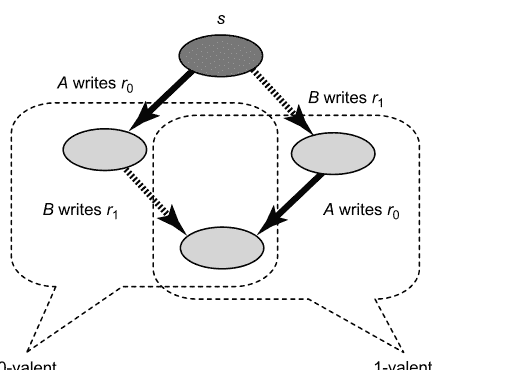 s
A writes r0
B writes r1
B writes r1
A writes r0
0-valent
1-valent